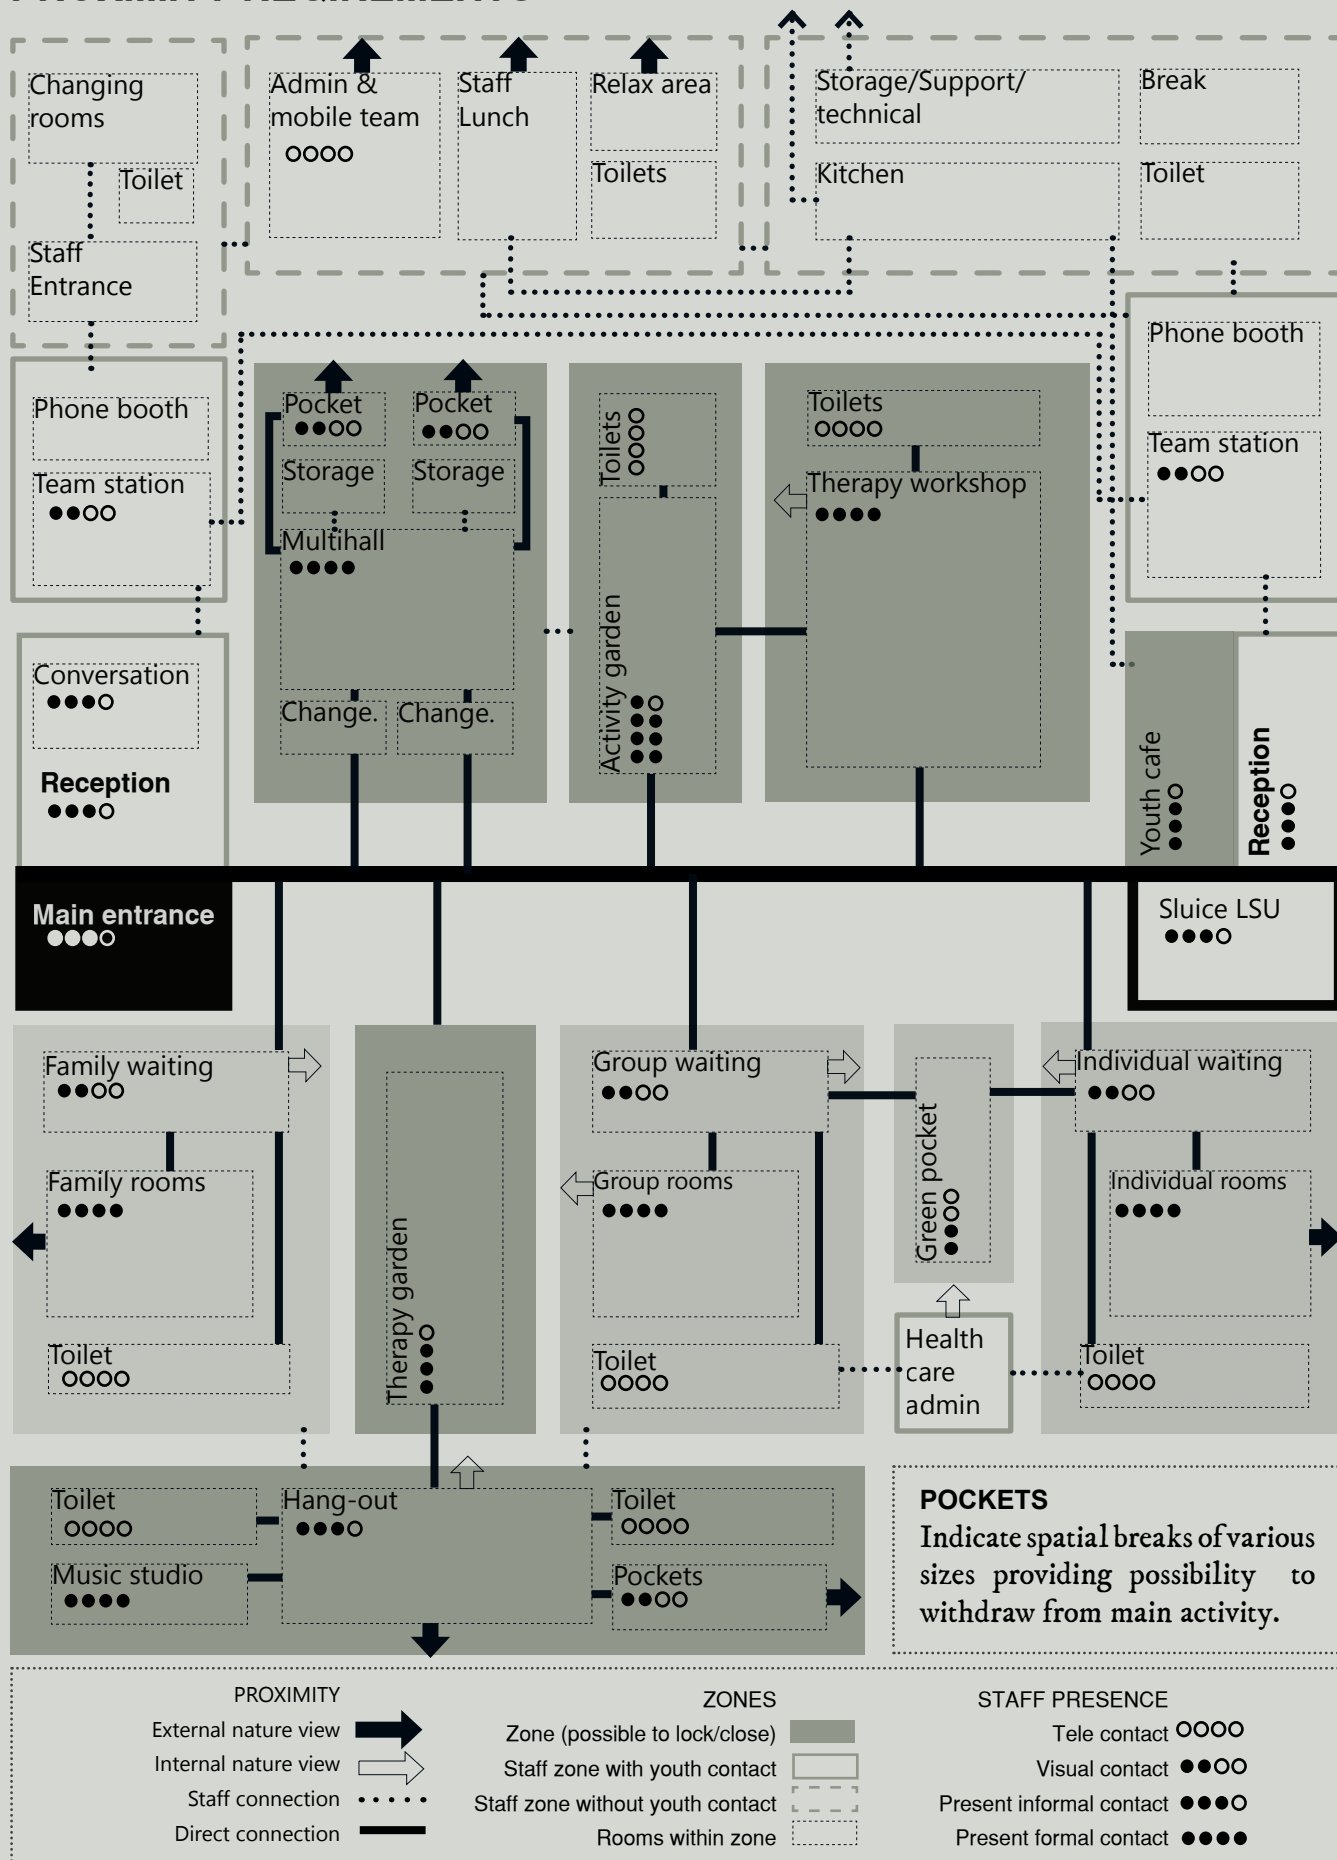 Changing
rooms
Toilet
Staff
Entrance
Admin &
mobile team
Staff
Lunch
Relax area
Toilets
Storage/Support/
technical
Break
Kitchen
Toilet
Phone booth
Team station
Phone booth
Team station
Pocket
Pocket
Storage
Storage
Multihall
Change.
Change.
Toilets
Activity garden
Toilets
Therapy workshop
Conversation
Reception
Youth cafe
Reception
Main entrance
Sluice LSU
Family waiting
Family rooms
Toilet
Therapy garden
Group waiting
Group rooms
Toilet
Green pocket
Health
care
admin
Individual waiting
Individual rooms
Toilet
Toilet
Hang-out
Toilet
Music studio
Pockets
POCKETS
Indicate spatial breaks of various
sizes providing possibility to
withdraw from main activity.
PROXIMITY
External nature view
Internal nature view
Staff connection
Direct connection
ZONES
Zone (possible to lock/close)
Staff zone with youth contact
Staff zone without youth contact
Rooms within zone
STAFF PRESENCE
Tele contact
Visual contact
Present informal contact
Present formal contact